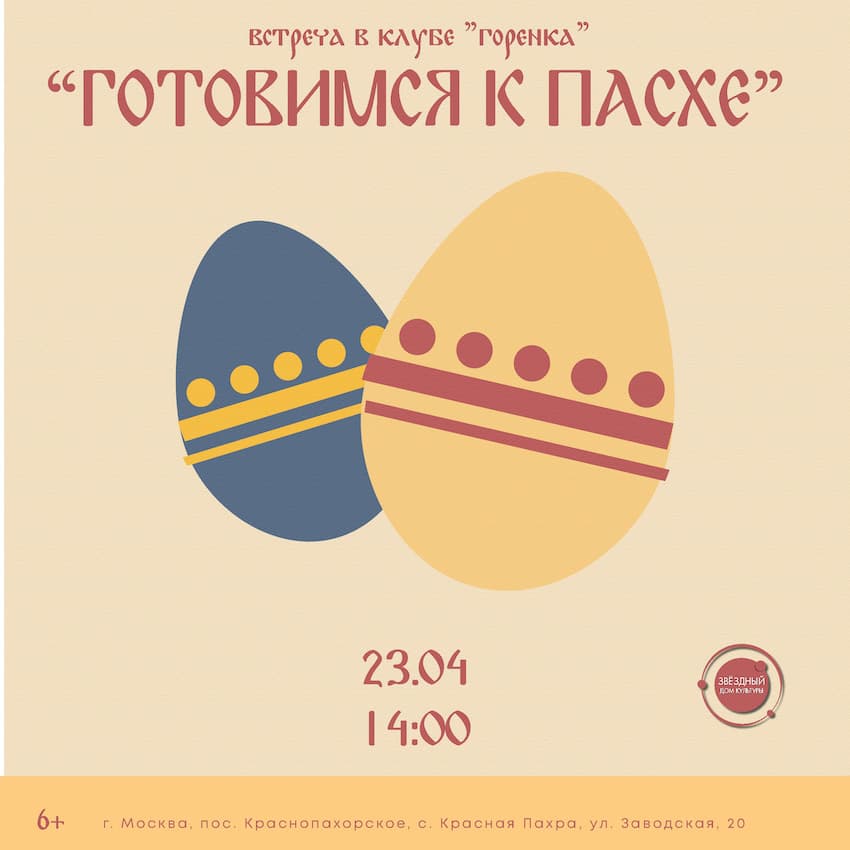 встреча в клубе "горенка"
“ГОТОВИМСЯ К ПАСХЕ”
23.04
14:00
ЗВЁЗДНЫЙ
ДОМ КУЛЬТУРЫ
6+ г. Москва, пос. Краснопахорское, с. Красная Пахра, ул. Заводская, 20